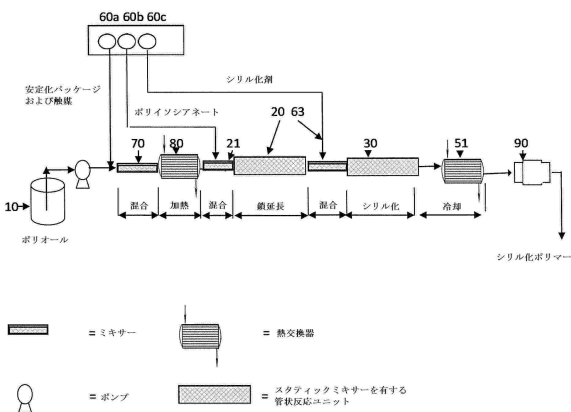 60a 60b 60c
安定化パッケージ
および触媒
ポリイソシアネート
シリル化剤
20 63
70
80
21
30
51
90
10
ポリオール
混合
加熱
混合
鎖延長
混合
シリル化
冷却
シリル化ポリマー
= ミキサー
= 熱交換器
= ポンプ
= スタティックミキサーを有する
管状反応ユニット